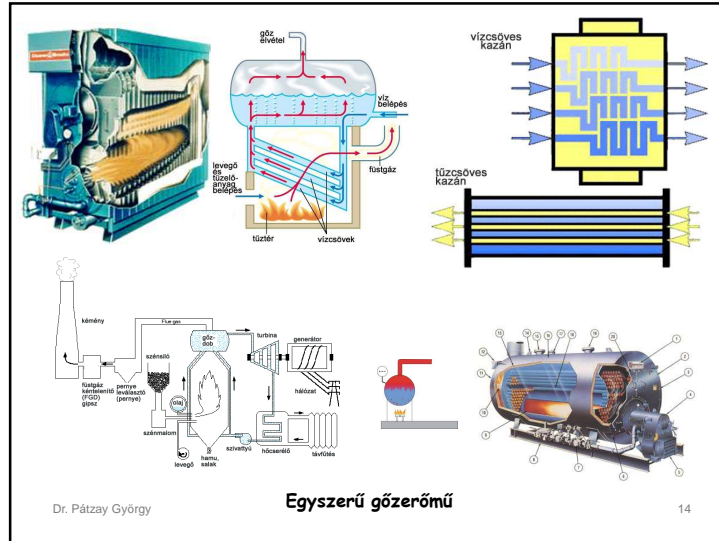 gőz
elvétel
víz
belépés
levegő
és
tüzelő-
anyag
belépés
füstgáz
tűztér
vízcsövek
vízcsöves
kazán
tűzcsöves
kazán
kémény
Flue gas
gőz-
dob
turbina
generátor
hálózat
szénsiló
füstgáz
kéntelenítő
(FGD)
gipsz
pernye
leválasztó
(pernye)
olaj
szénmalom
levegő
hamu,
salak
szivattyú
hőcserélő
távfűtés
Dr. Pátzay György
Egyszerű gőzerőmű
14